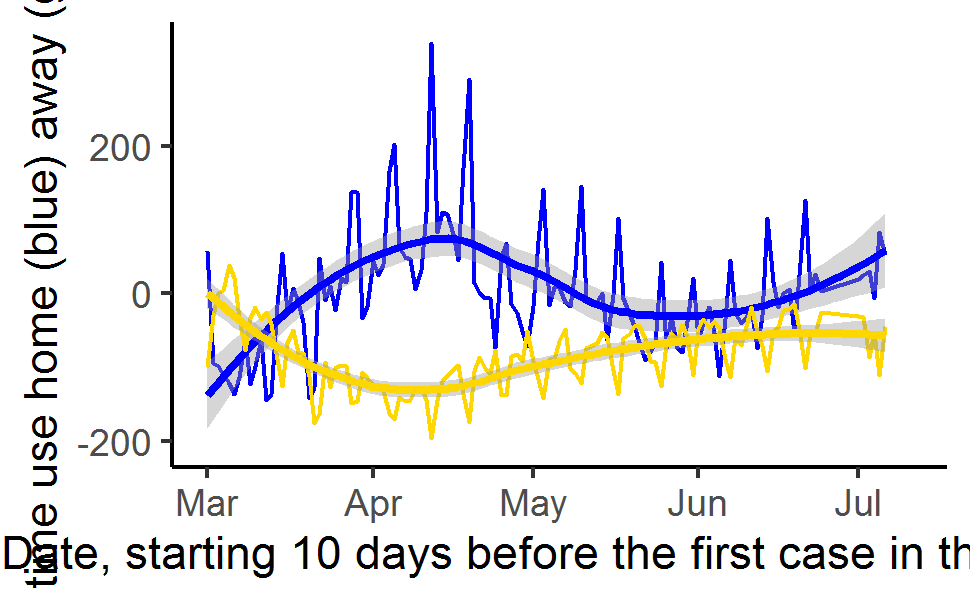 time use home (blue) away (
200
0
-200
Mar Apr May Jun Jul
Date, starting 10 days before the first case in th